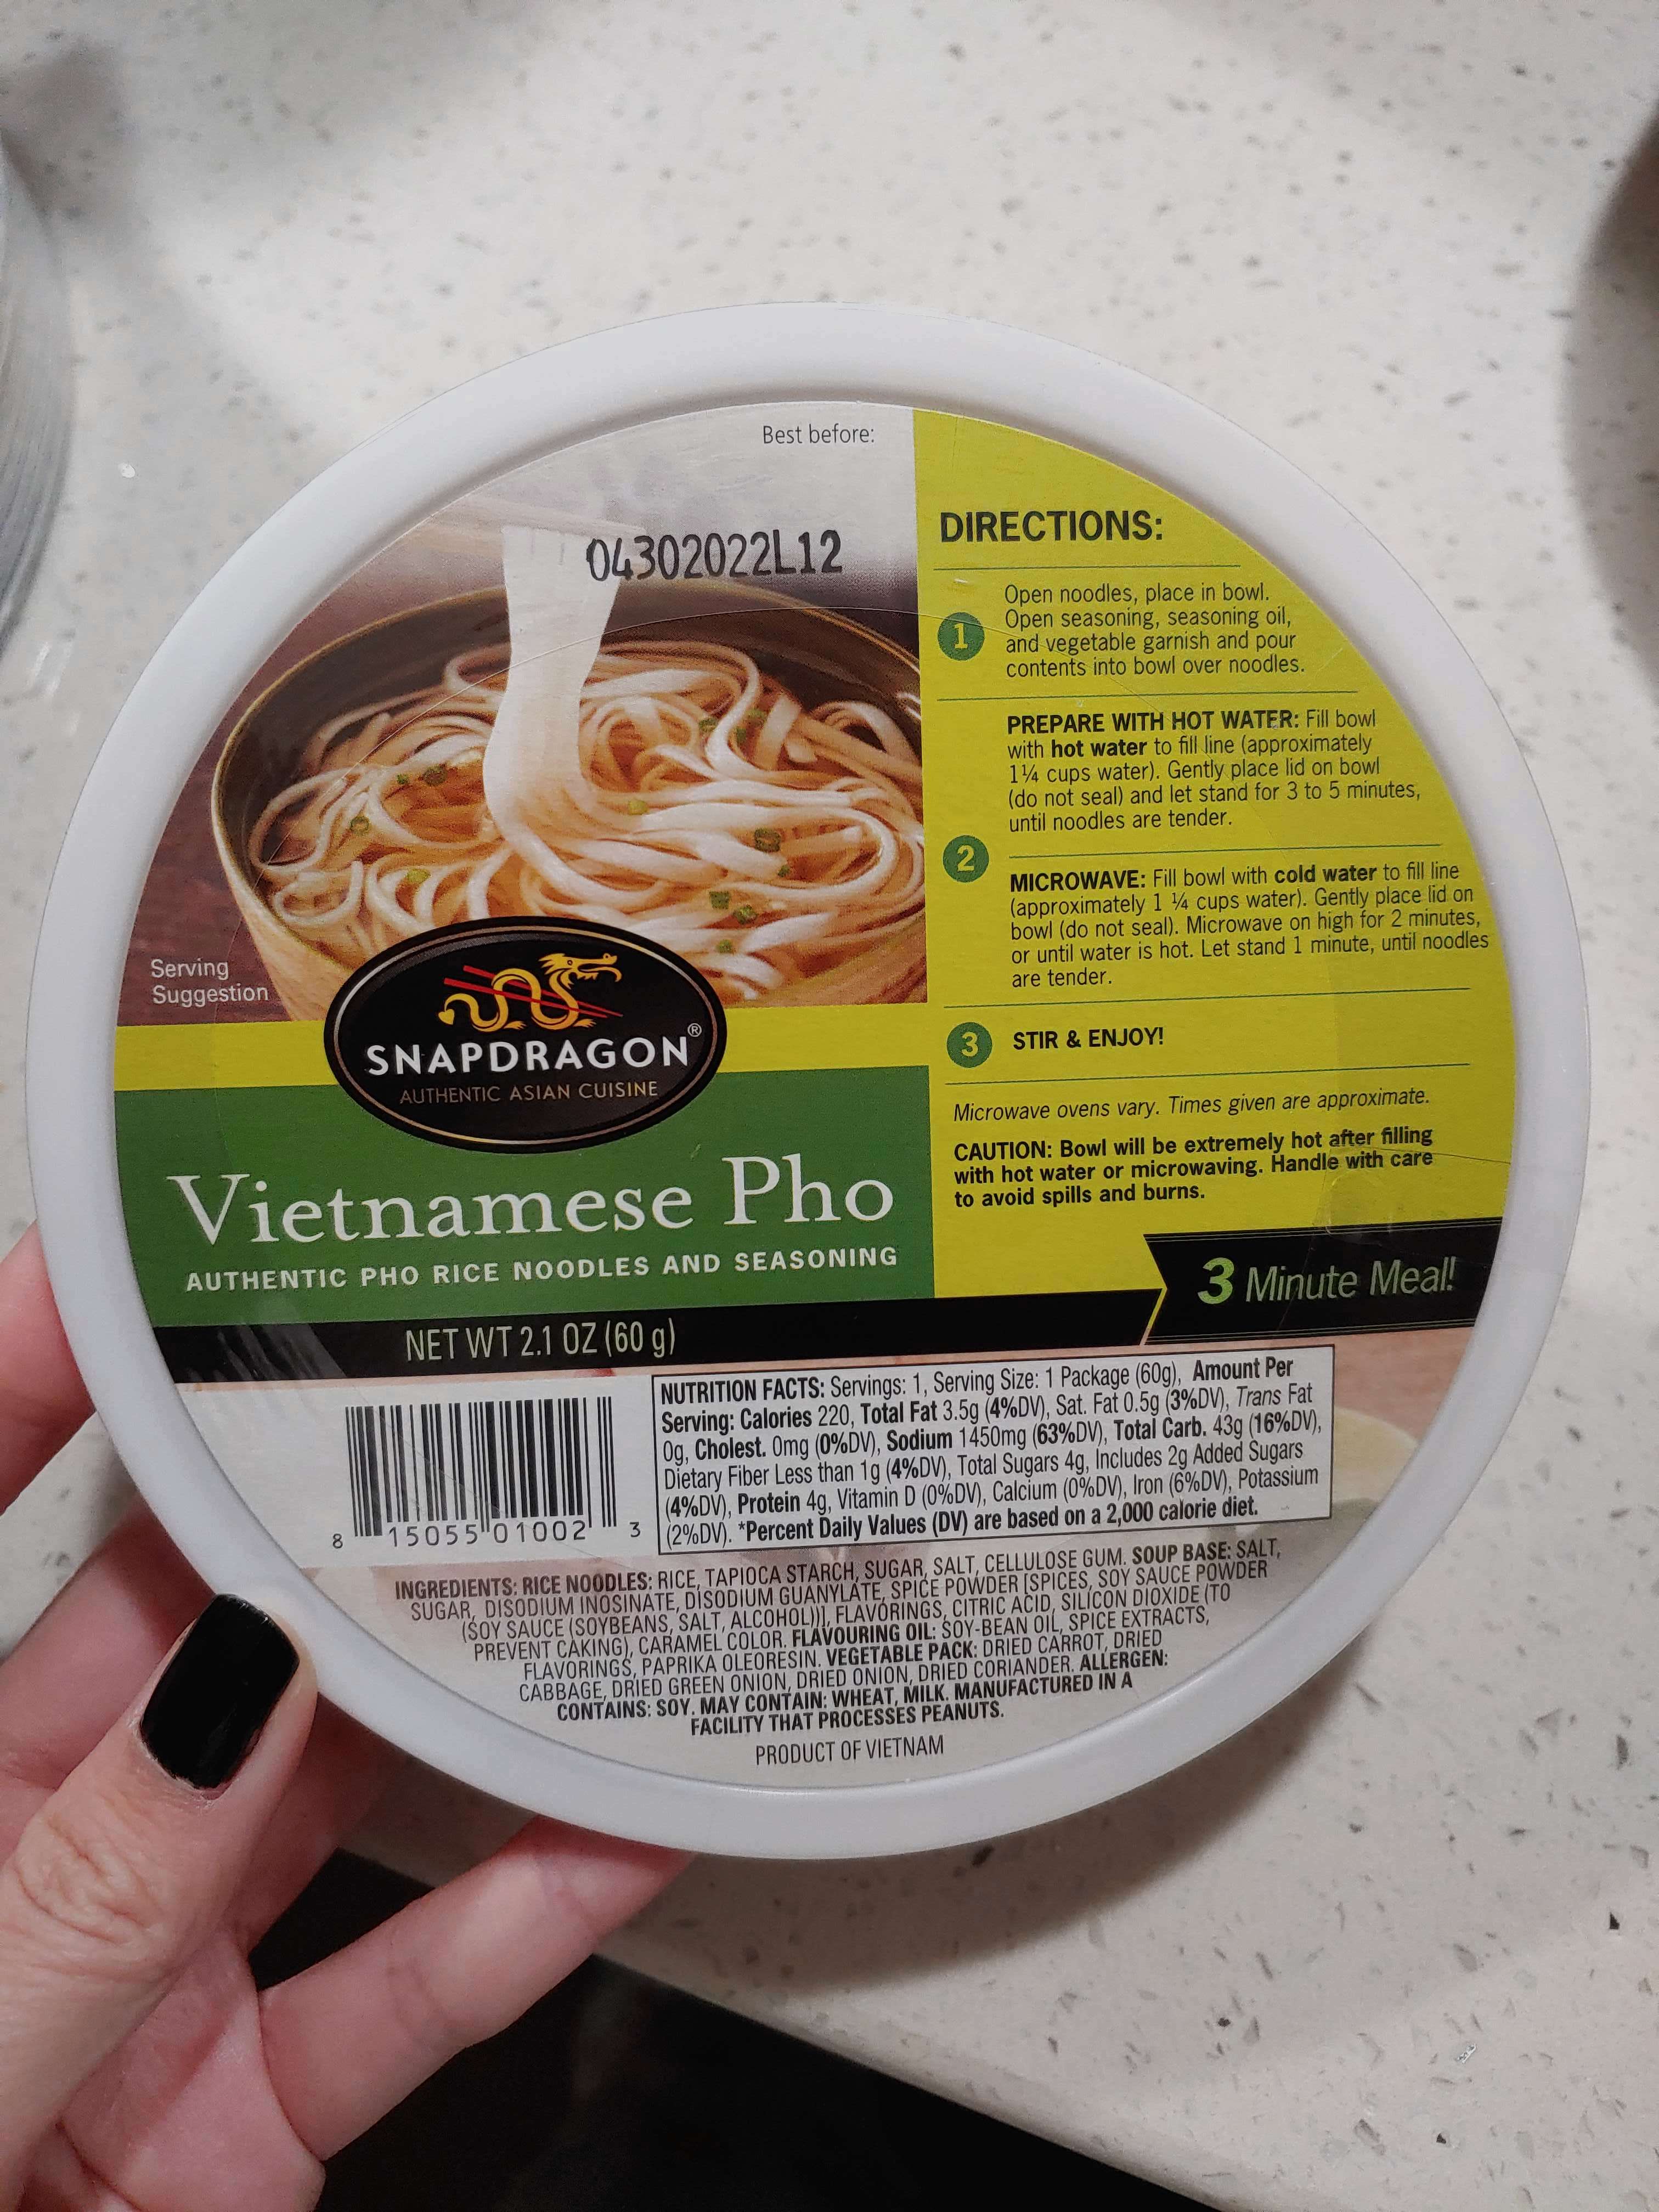 Best before:
04302022L12
Serving
Suggestion
SNAPDRAGON®
AUTHENTIC ASIAN CUISINE
Vietnamese Pho
AUTHENTIC PHO RICE NOODLES AND SEASONING
NET WT 2.1 OZ (60 g)
DIRECTIONS:
1
Open noodles, place in bowl.
Open seasoning, seasoning oil,
and vegetable garnish and pour
contents into bowl over noodles.
2
PREPARE WITH HOT WATER: Fill bowl
with hot water to fill line (approximately
1¼ cups water). Gently place lid on bowl
(do not seal) and let stand for 3 to 5 minutes,
until noodles are tender.
MICROWAVE: Fill bowl with cold water to fill line
(approximately 1 ¼ cups water). Gently place lid on
bowl (do not seal). Microwave on high for 2 minutes,
or until water is hot. Let stand 1 minute, until noodles
are tender.
3
STIR & ENJOY!
Microwave ovens vary. Times given are approximate.
CAUTION: Bowl will be extremely hot after filling
with hot water or microwaving. Handle with care
to avoid spills and burns.
3 Minute Meal!
8 15055 01002 3
NUTRITION FACTS: Servings: 1, Serving Size: 1 Package (60g), Amount Per
Serving: Calories 220, Total Fat 3.5g (4%DV), Sat. Fat 0.5g (3%DV), Trans Fat
0g, Cholest. 0mg (0%DV), Sodium 1450mg (63%DV), Total Carb. 43g (16%DV),
Dietary Fiber Less than 1g (4%DV), Total Sugars 4g, Includes 2g Added Sugars
(4%DV), Protein 4g, Vitamin D (0%DV), Calcium (0%DV), Iron (6%DV), Potassium
(2%DV). *Percent Daily Values (DV) are based on a 2,000 calorie diet.
INGREDIENTS: RICE NOODLES: RICE, TAPIOCA STARCH, SUGAR, SALT, CELLULOSE GUM. SOUP BASE: SALT,
SUGAR, DISODIUM INOSINATE, DISODIUM GUANYLATE, SPICE POWDER [SPICES, SOY SAUCE POWDER
(SOY SAUCE (SOYBEANS, SALT, ALCOHOL))], FLAVORINGS, CITRIC ACID, SILICON DIOXIDE (TO
PREVENT CAKING), CARAMEL COLOR. FLAVOURING OIL: SOY-BEAN OIL, SPICE EXTRACTS,
FLAVORINGS, PAPRIKA OLEORESIN. VEGETABLE PACK: DRIED CARROT, DRIED
CABBAGE, DRIED GREEN ONION, DRIED ONION, DRIED CORIANDER. ALLERGEN:
CONTAINS: SOY. MAY CONTAIN: WHEAT, MILK. MANUFACTURED IN A
FACILITY THAT PROCESSES PEANUTS.
PRODUCT OF VIETNAM